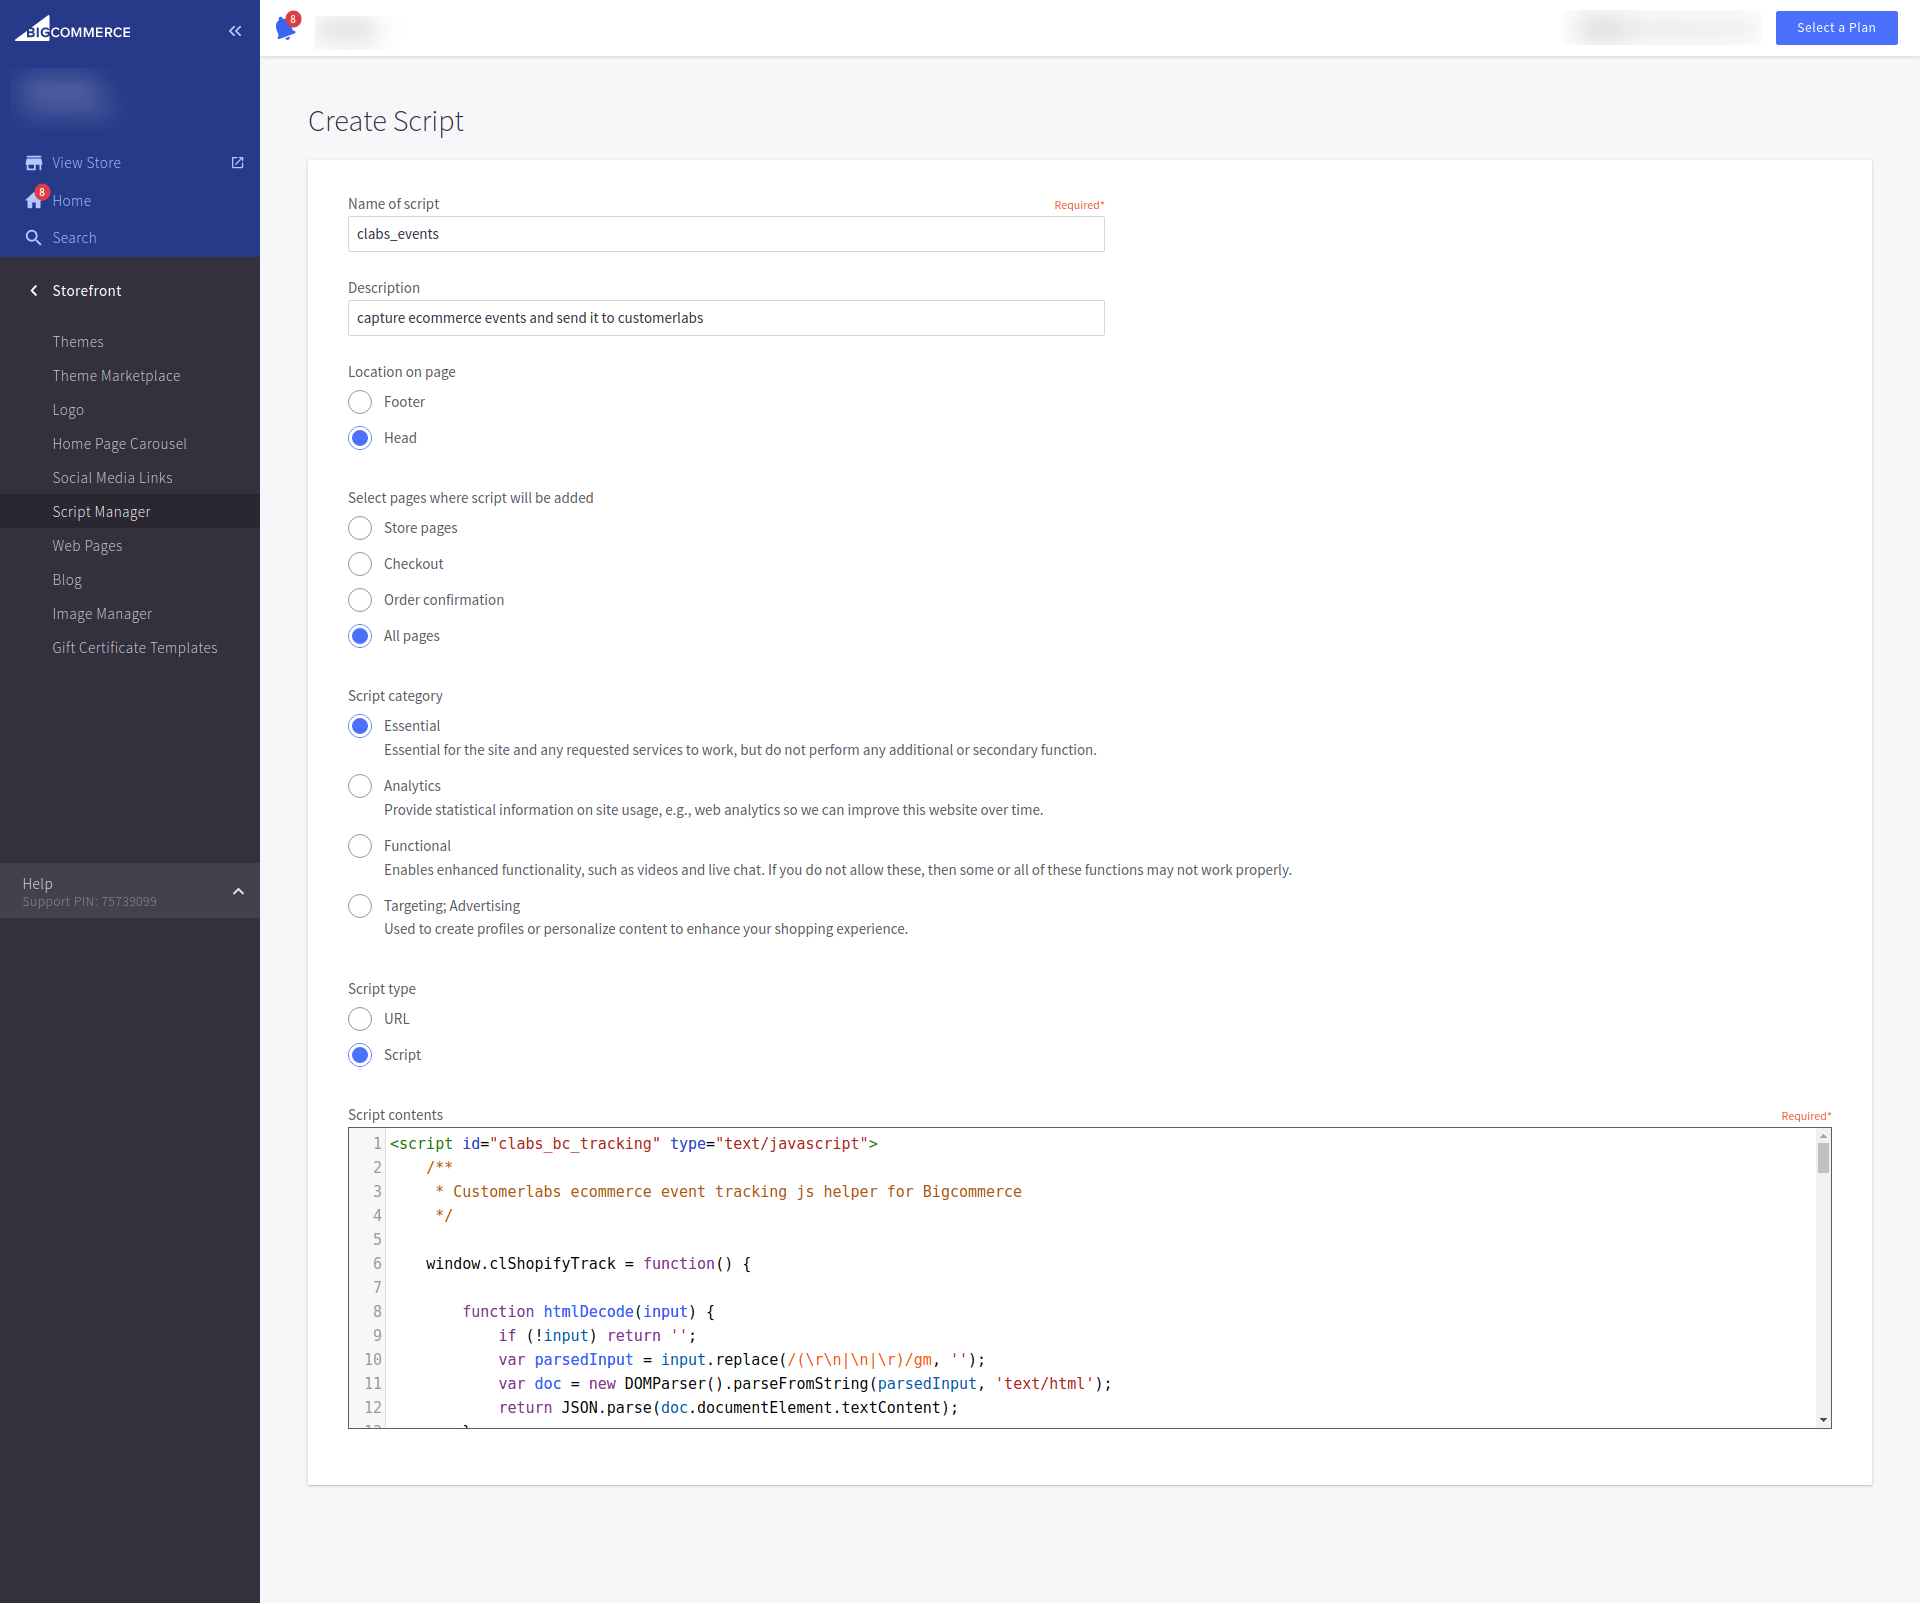 BIGCOMMERCE
8
Select a Plan
View Store
8
Home
Search
Storefront
Themes
Theme Marketplace
Logo
Home Page Carousel
Social Media Links
Script Manager
Web Pages
Blog
Image Manager
Gift Certificate Templates
Help
Support PIN: 75739099
Create Script
Name of script
Required*
clabs_events
Description
capture ecommerce events and send it to customerlabs
Location on page
Footer
Head
Select pages where script will be added
Store pages
Checkout
Order confirmation
All pages
Script category
Essential
Essential for the site and any requested services to work, but do not perform any additional or secondary function.
Analytics
Provide statistical information on site usage, e.g., web analytics so we can improve this website over time.
Functional
Enables enhanced functionality, such as videos and live chat. If you do not allow these, then some or all of these functions may not work properly.
Targeting; Advertising
Used to create profiles or personalize content to enhance your shopping experience.
Script type
URL
Script
Script contents
Required*
1 <script id="clabs_bc_tracking" type="text/javascript">
2     /**
3      * Customerlabs ecommerce event tracking js helper for Bigcommerce
4      */
5
6     window.clShopifyTrack = function() {
7
8         function htmlDecode(input) {
9             if (!input) return '';
10             var parsedInput = input.replace(/(\r\n|\n|\r)/gm, '');
11             var doc = new DOMParser().parseFromString(parsedInput, 'text/html');
12             return JSON.parse(doc.documentElement.textContent);